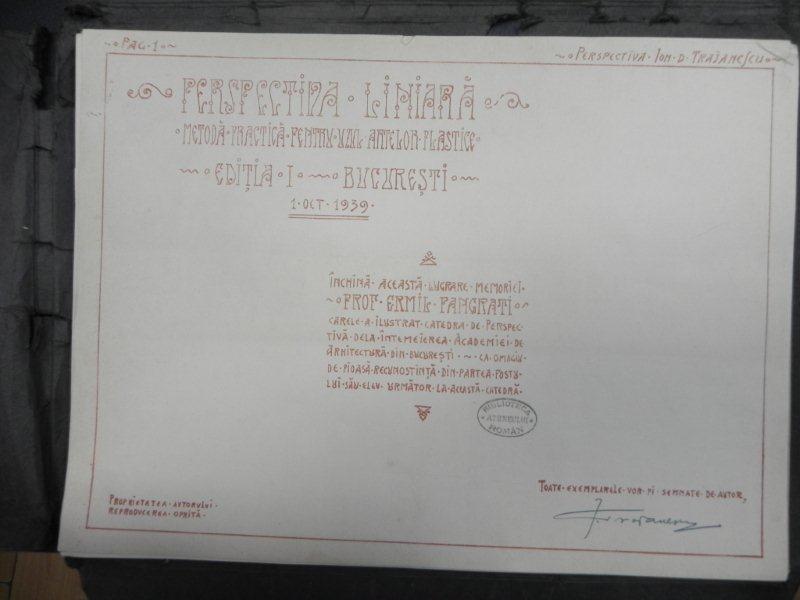 ~∘PAG·1∘~
~∘PERSPECTIVA·ION·D·TRAJANESCU∘~
PERSPECTIVA·LINIARĂ
·METODĂ·PRACTICĂ·PENTRU·UZUL·ARTELOR·PLASTICE·
EDIȚIA·I BUCUREȘTI
1·OCT·1939·
ÎNCHINĂ·ACEASTĂ·LUCRARE·MEMORIEI·
PROF·ERMIL·PANGRATI
CARELE·A·ILUSTRAT·CATEDRA·DE·PERSPEC-
TIVĂ·DELA·ÎNTEMEIEREA·ACADEMIEI·DE
ARHITECTURĂ·DIN·BUCUREȘTI·~·CA·OMAGIU·
DE·PIOASĂ·RECUNOSTINȚĂ·DIN·PARTEA·FOSTU-
LUI·SĂU·ELEV·URMĂTOR·LA·ACEASTĂ·CATEDRĂ·
BIBLIOTECA
ATENEULUI
ROMÂN
PROPRIETATEA·AUTORULUI·
REPRODUCEREA·OPRITĂ·
TOATE·EXEMPLARELE·VOR·FI·SEMNATE·DE·AUTOR,